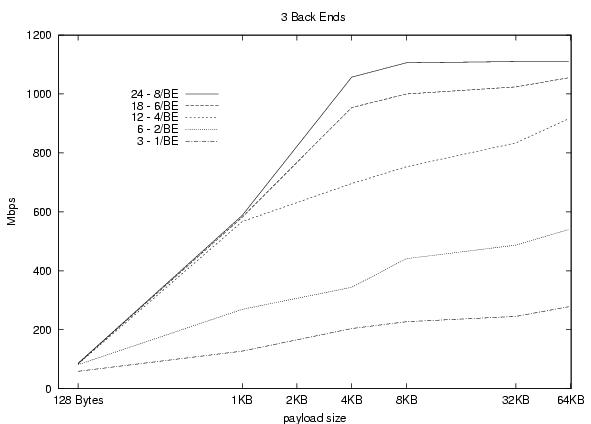 3 Back Ends
1200
1000
800
600
400
200
0
Mbps
24 - 8/BE
18 - 6/BE
12 - 4/BE
6 - 2/BE
3 - 1/BE
128 Bytes 1KB 2KB 4KB 8KB 32KB 64KB
payload size